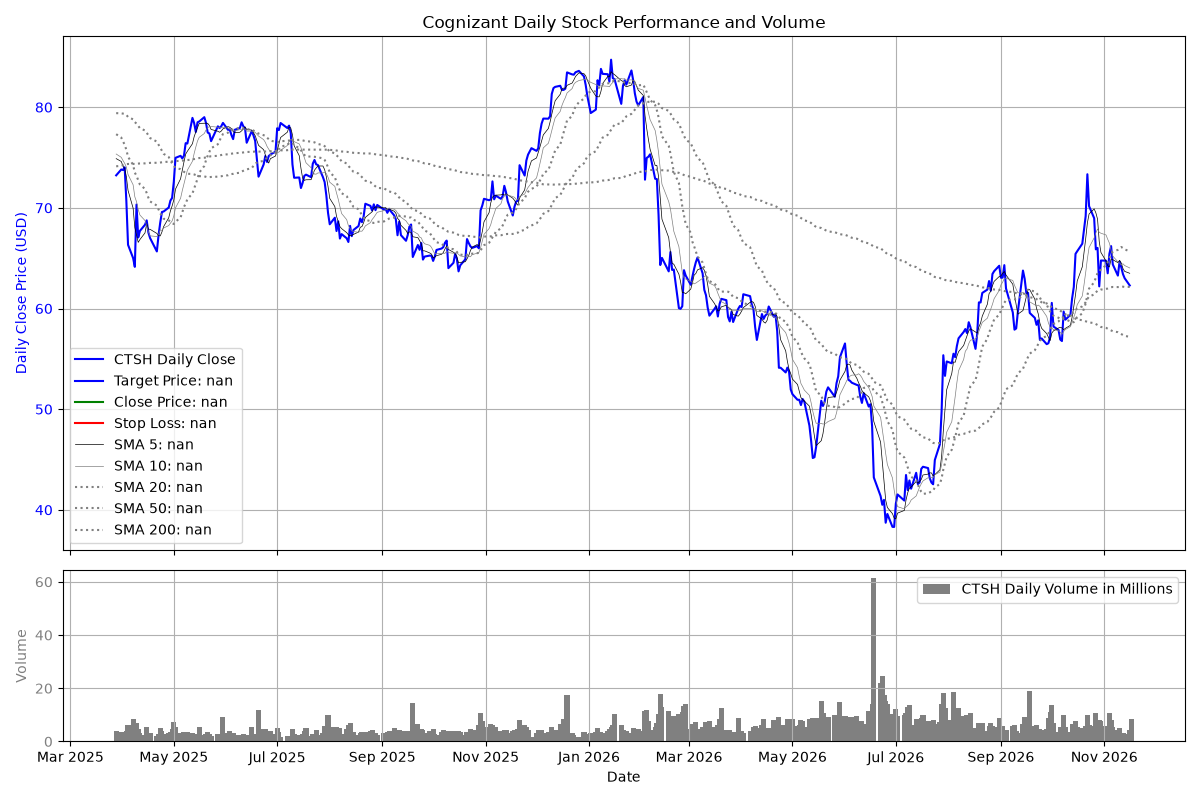 Cognizant Daily Stock Performance and Volume
Daily Close Price (USD)
80
70
60
50
40
CTSH Daily Close
Target Price: nan
Close Price: nan
Stop Loss: nan
SMA 5: nan
SMA 10: nan
SMA 20: nan
SMA 50: nan
SMA 200: nan
Volume
60
40
20
0
CTSH Daily Volume in Millions
Mar 2025 May 2025 Jul 2025 Sep 2025 Nov 2025 Jan 2026 Mar 2026 May 2026 Jul 2026 Sep 2026 Nov 2026
Date